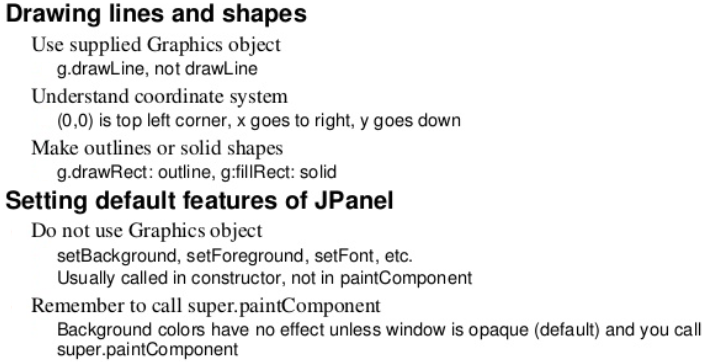 Drawing lines and shapes
Use supplied Graphics object
g.drawLine, not drawLine
Understand coordinate system
(0,0) is top left corner, x goes to right, y goes down
Make outlines or solid shapes
g.drawRect: outline, g:fillRect: solid
Setting default features of JPanel
Do not use Graphics object
setBackground, setForeground, setFont, etc.
Usually called in constructor, not in paintComponent
Remember to call super.paintComponent
Background colors have no effect unless window is opaque (default) and you call
super.paintComponent